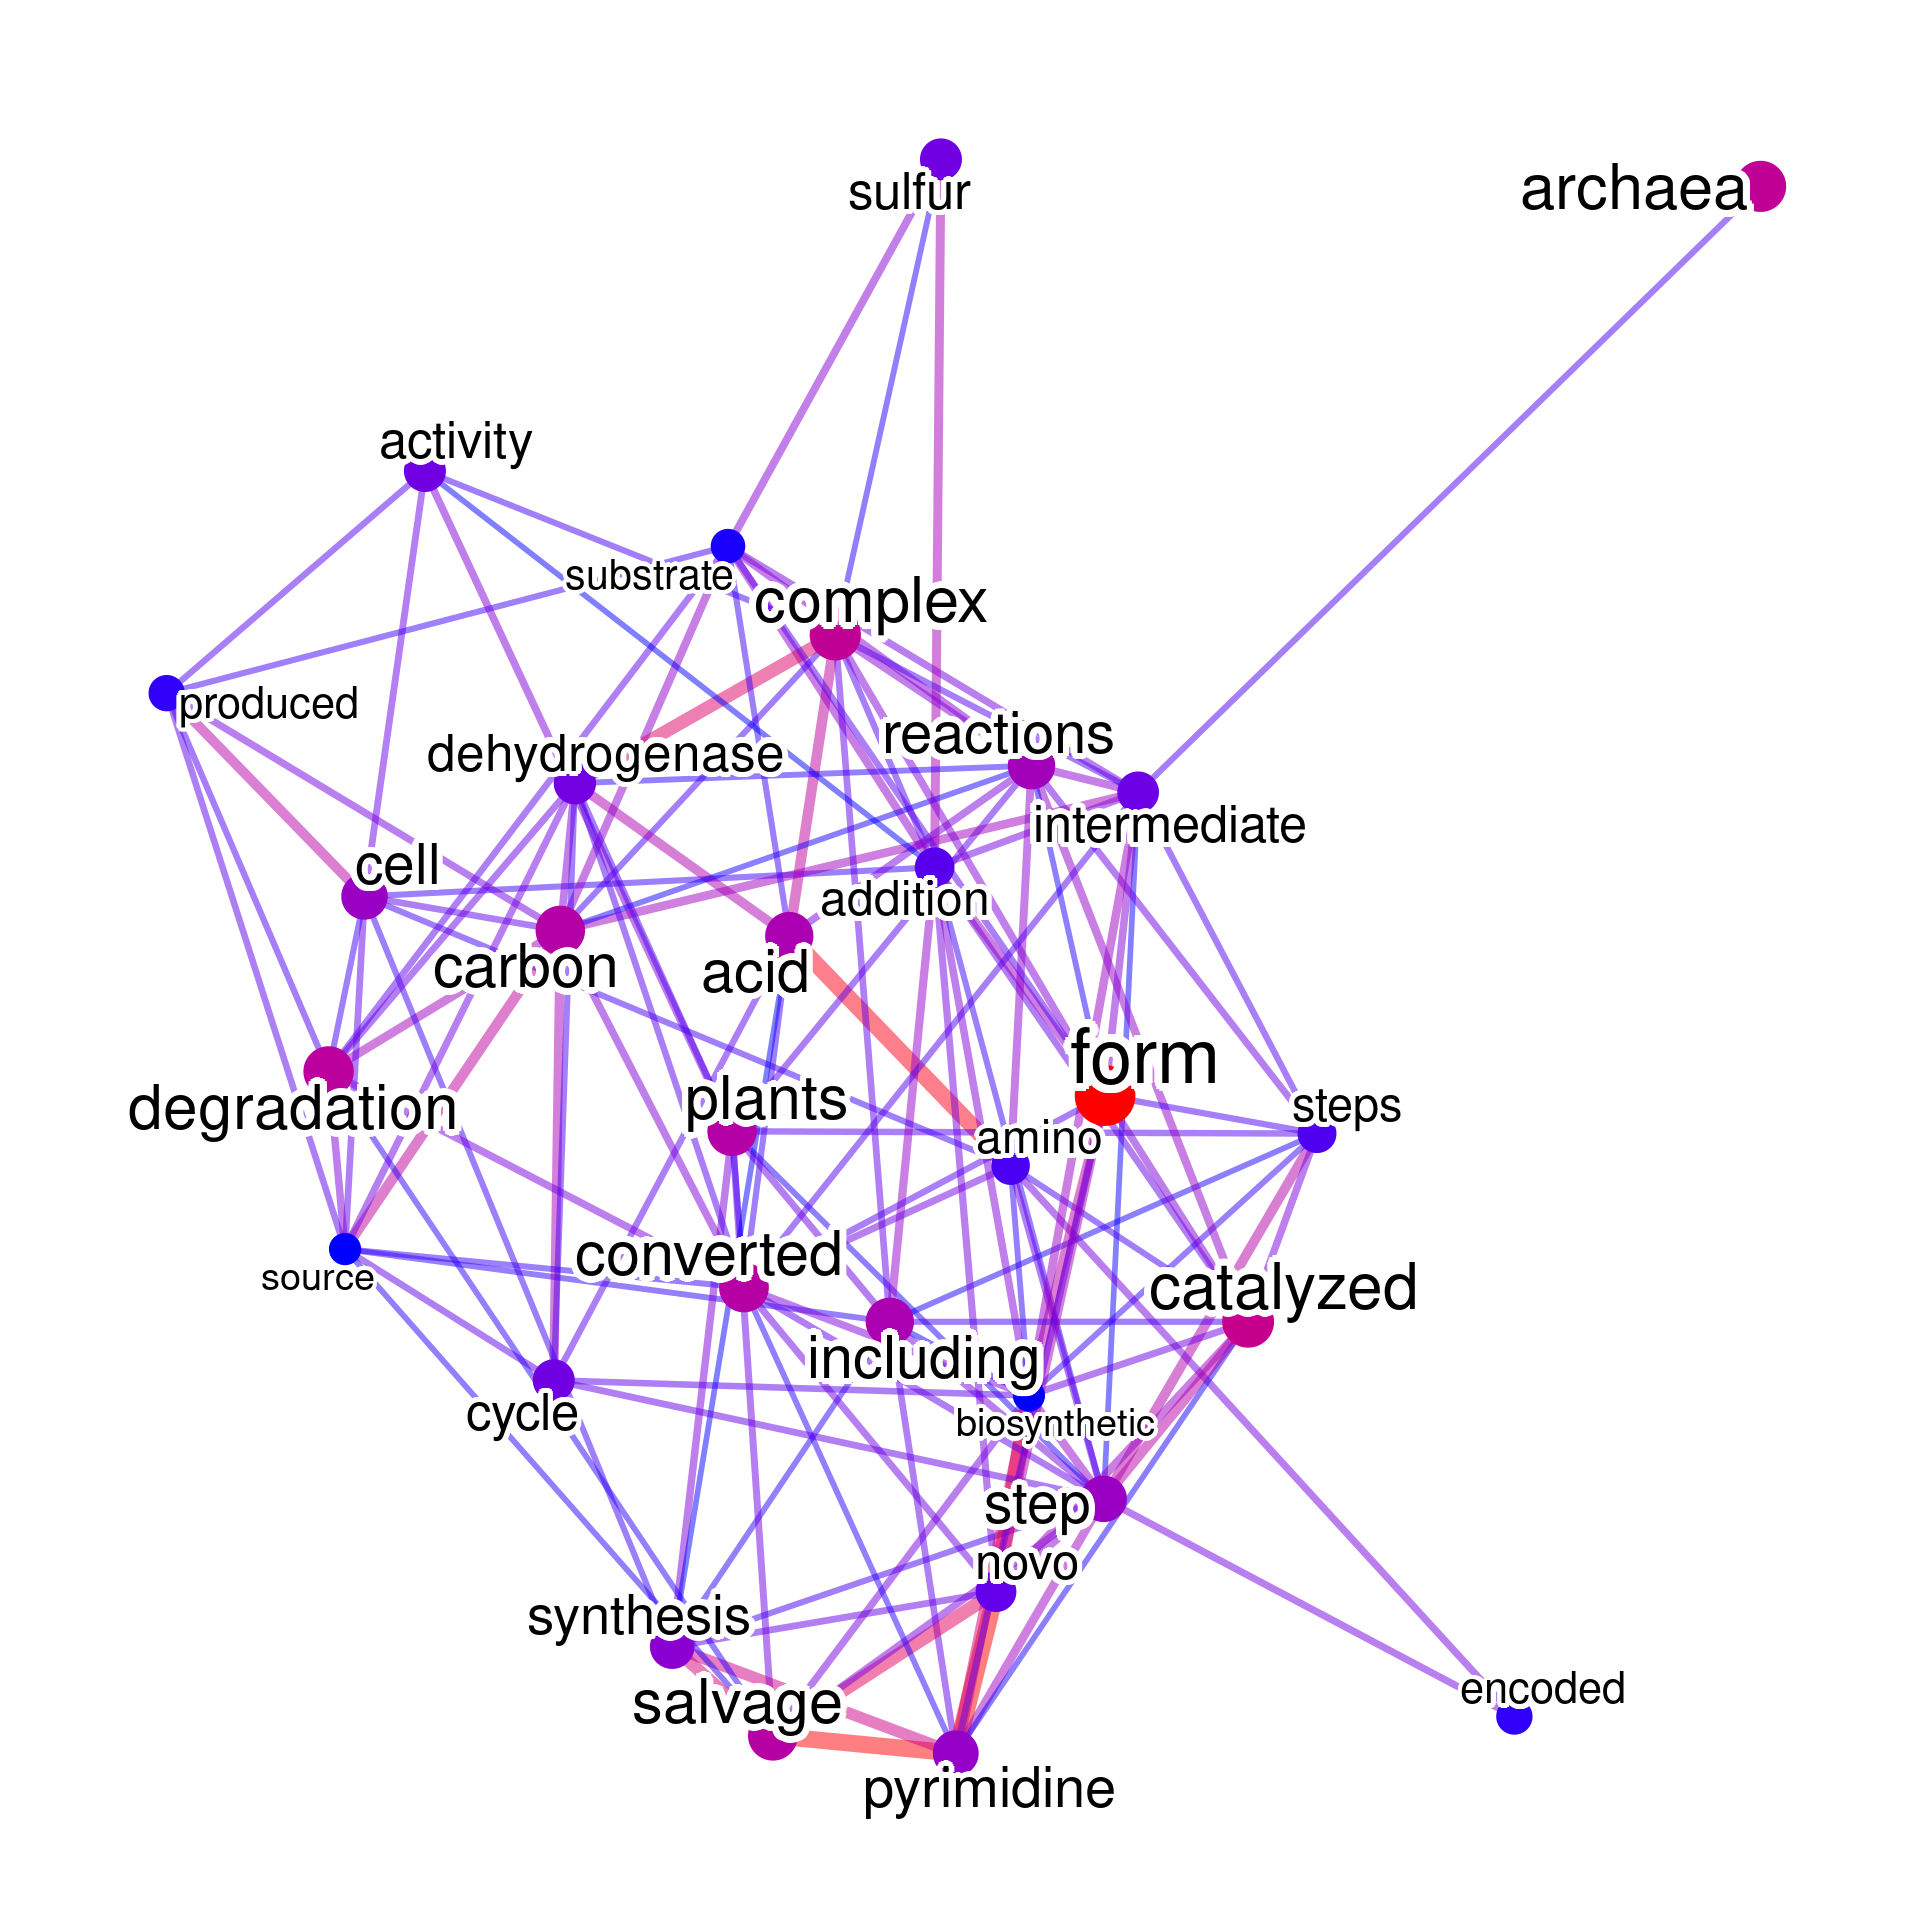 sulfur
archaea
activity
substrate
complex
produced
reactions
dehydrogenase
intermediate
cell
addition
carbon
acid
form
plants
steps
degradation
amino
converted
source
catalyzed
including
cycle
biosynthetic
step
novo
synthesis
encoded
salvage
pyrimidine